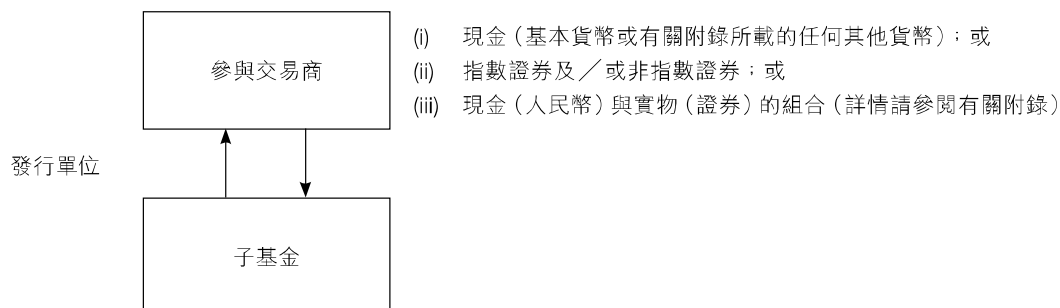 參與交易商
(i) 現金（基本貨幣或有關附錄所載的任何其他貨幣）；或
(ii) 指數證券及／或非指數證券；或
(iii) 現金（人民幣）與實物（證券）的組合（詳情請參閱有關附錄）
發行單位
子基金